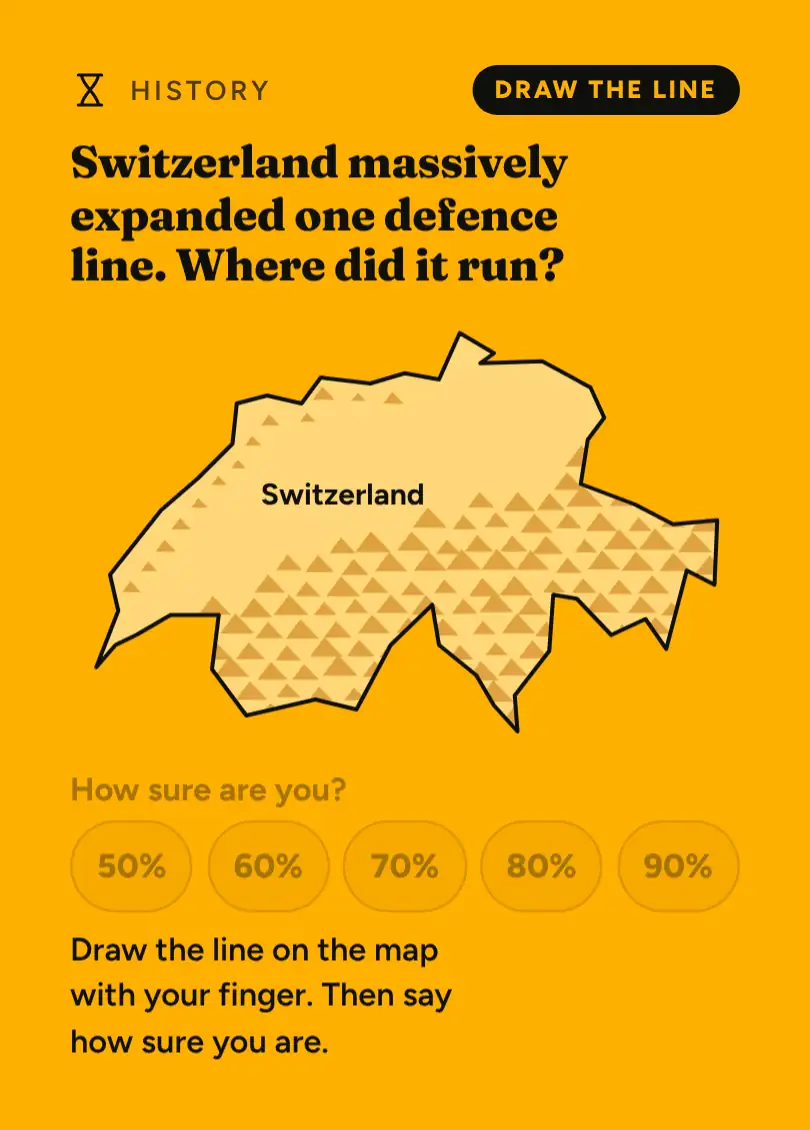 HISTORY
DRAW THE LINE
Switzerland massively
expanded one defence
line. Where did it run?
Switzerland
How sure are you?
50%
60%
70%
80%
90%
Draw the line on the map
with your finger. Then say
how sure you are.